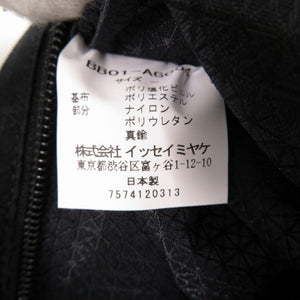 BB01-AG
サイズ -
ポリ塩化ビニル
基布 ポリエステル
部分 ナイロン
ポリウレタン
真鍮
株式会社 イッセイミヤケ
東京都渋谷区富ヶ谷1-12-10
日本製
7574120313